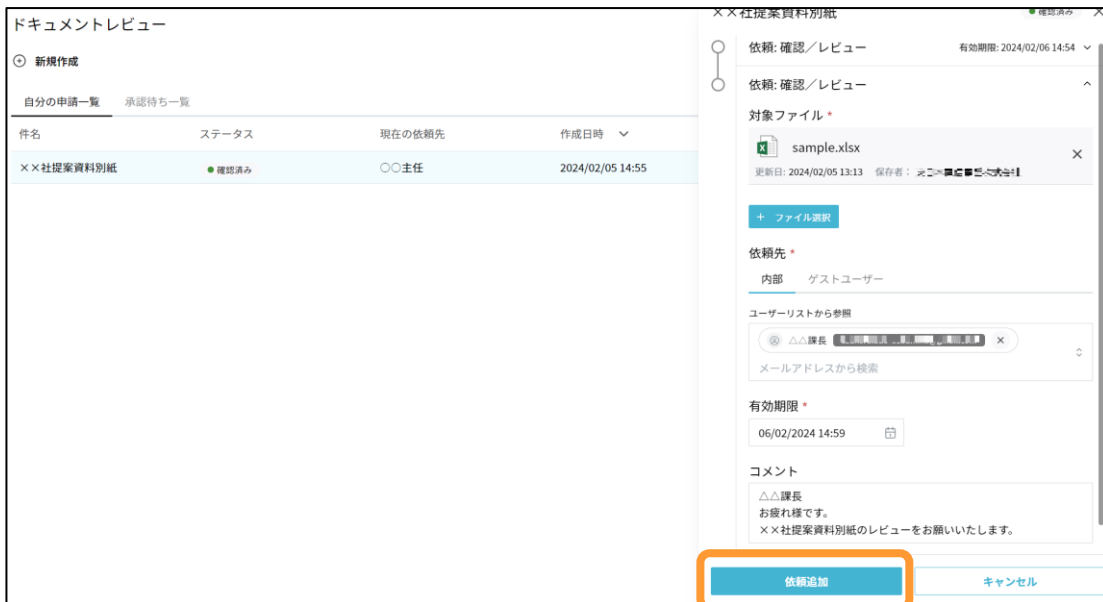 ドキュメントレビュー
新規作成
自分の申請一覧 承認待ち一覧
件名 ステータス 現在の依頼先 作成日時
××社提案資料別紙 確認済み 〇〇主任 2024/02/05 14:55
××社提案資料別紙 確認済み
依頼: 確認／レビュー 有効期限: 2024/02/06 14:54
依頼: 確認／レビュー
対象ファイル *
sample.xlsx
更新日: 2024/02/05 13:13 保存者：
+ ファイル選択
依頼先 *
内部 ゲストユーザー
ユーザーリストから参照
△△課長
メールアドレスから検索
有効期限 *
06/02/2024 14:59
コメント
△△課長
お疲れ様です。
××社提案資料別紙のレビューをお願いいたします。
依頼追加 キャンセル